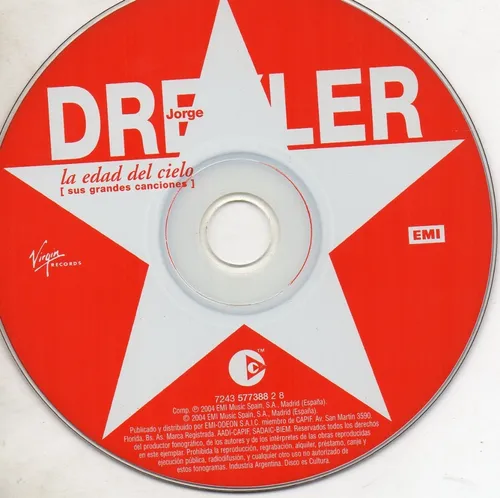 DREXLER
Jorge
la edad del cielo
[ sus grandes canciones ]
Virgin
RECORDS
EMI
TM
7243 577388 2 8
Comp. ℗ 2004 EMI Music Spain, S.A., Madrid (España).
© 2004 EMI Music Spain, S.A., Madrid (España).
Publicado y distribuido por EMI-ODEON S.A.I.C. miembro de CAPIF, Av. San Martín 3590,
Florida, Bs. As. Marca Registrada. AADI-CAPIF, SADAIC-BIEM. Reservados todos los derechos
del productor fonográfico, de los autores y de los intérpretes de las obras reproducidas
en este ejemplar. Prohibida la reproducción, regrabación, alquiler, préstamo, canje y
ejecución pública, radiodifusión, y cualquier otro uso no autorizado de
estos fonogramas. Industria Argentina. Disco es Cultura.